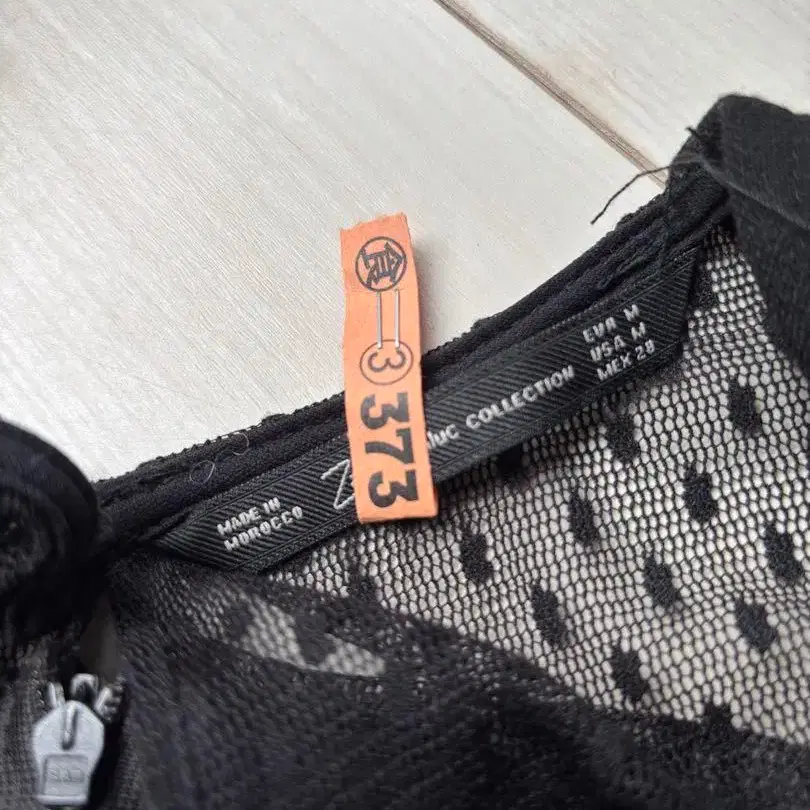 3
373
MADE IN
MOROCCO
COLLECTION
EUR M
USA M
MEX 28